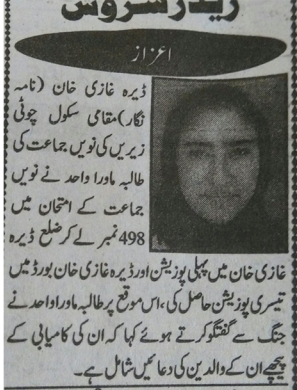 ریڈر سروس
اعزاز
ڈیرہ غازی خان (نامہ
نگار) مقامی سکول چوٹی
زیریں کی نویں جماعت کی
طالبہ ماورا واحد نے نویں
جماعت کے امتحان میں
498 نمبر لے کر ضلع ڈیرہ
غازی خان میں پہلی پوزیشن اور ڈیرہ غازی خان بورڈ میں
تیسری پوزیشن حاصل کی، اس موقع پر طالبہ ماورا واحد نے
جنگ سے گفتگو کرتے ہوئے کہا کہ ان کی کامیابی کے
پیچھے ان کے والدین کی دعائیں شامل ہے۔